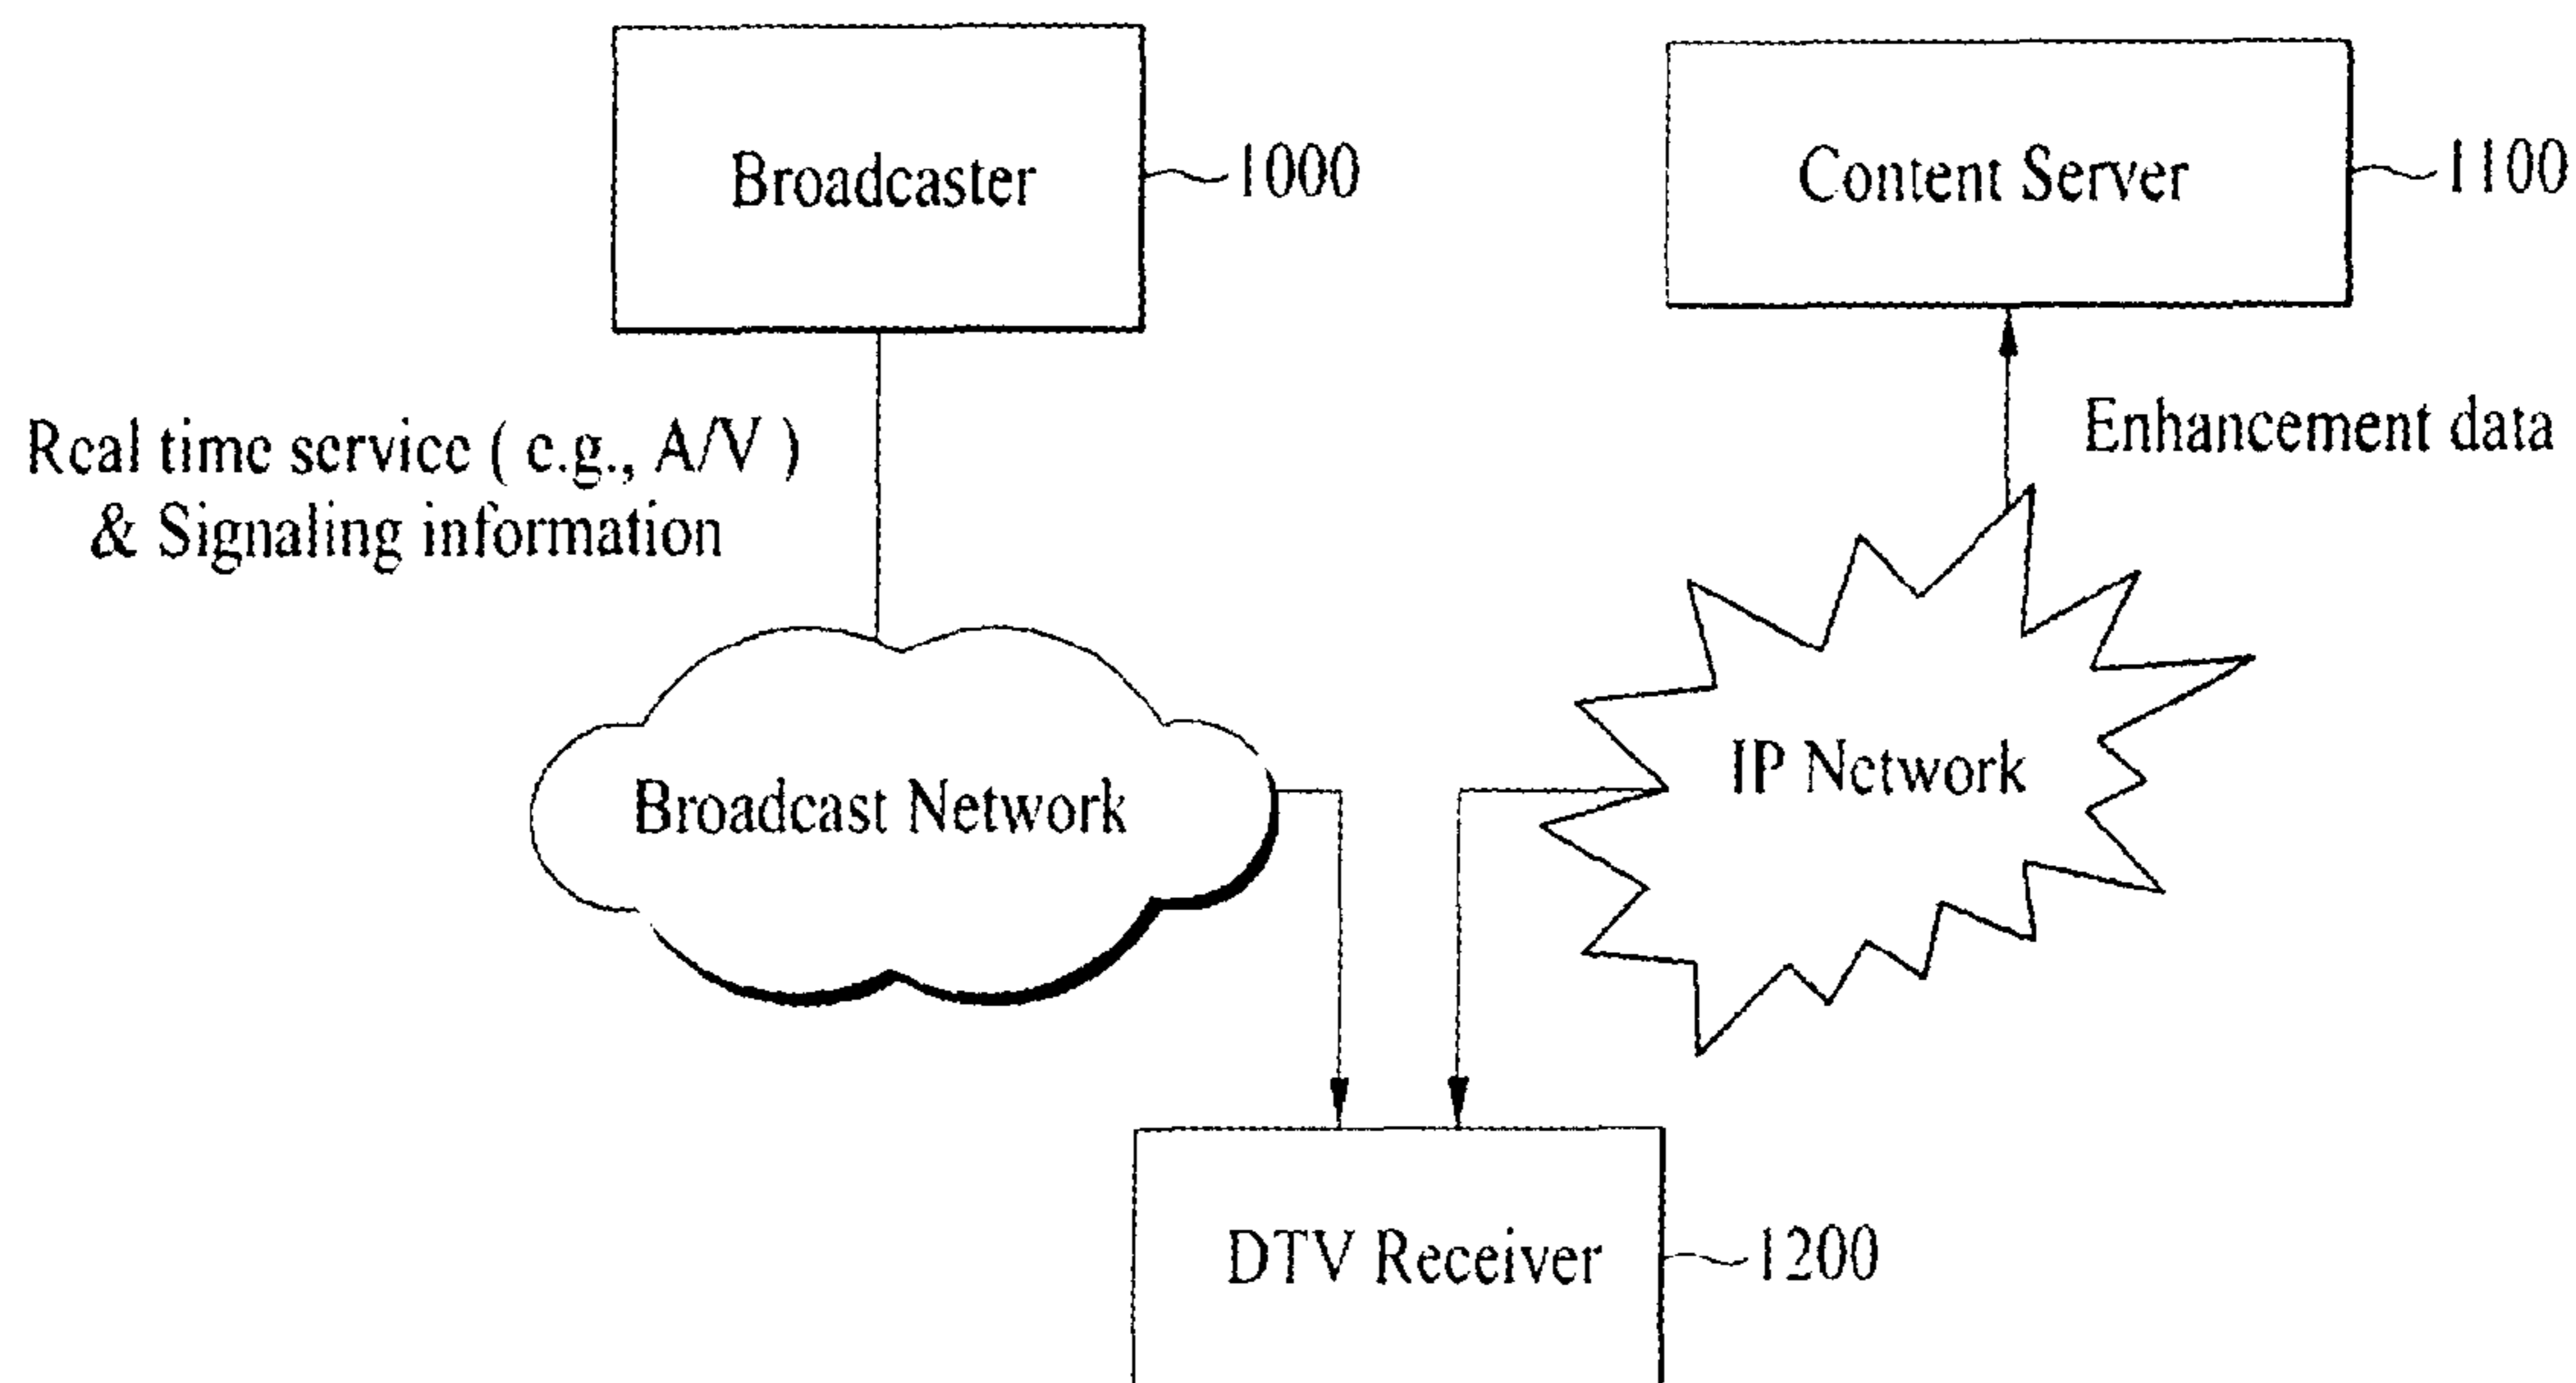 Broadcaster
1000
Content Server
1100
Real time service ( e.g., A/V )
& Signaling information
Enhancement data
Broadcast Network
IP Network
DTV Receiver
1200